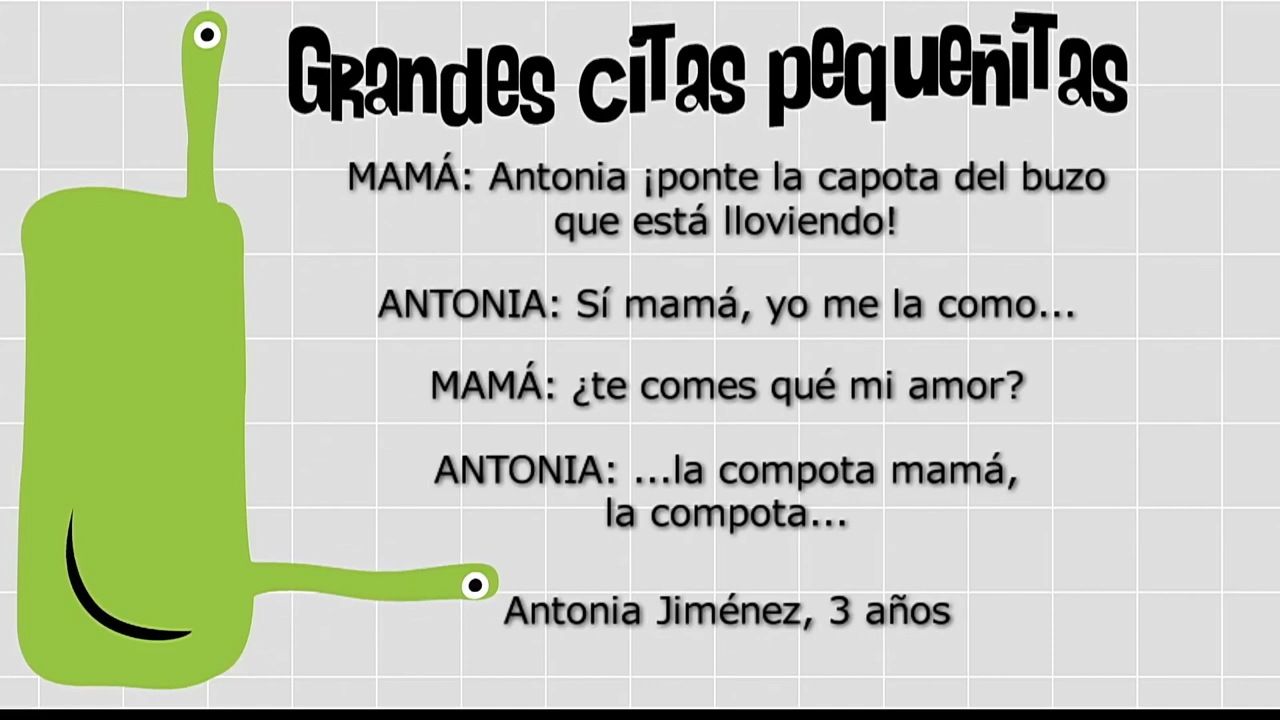 Grandes citas pequeñitas
MAMÁ: Antonia ¡ponte la capota del buzo
que está lloviendo!
ANTONIA: Sí mamá, yo me la como...
MAMÁ: ¿te comes qué mi amor?
ANTONIA: ...la compota mamá,
la compota...
Antonia Jiménez, 3 años